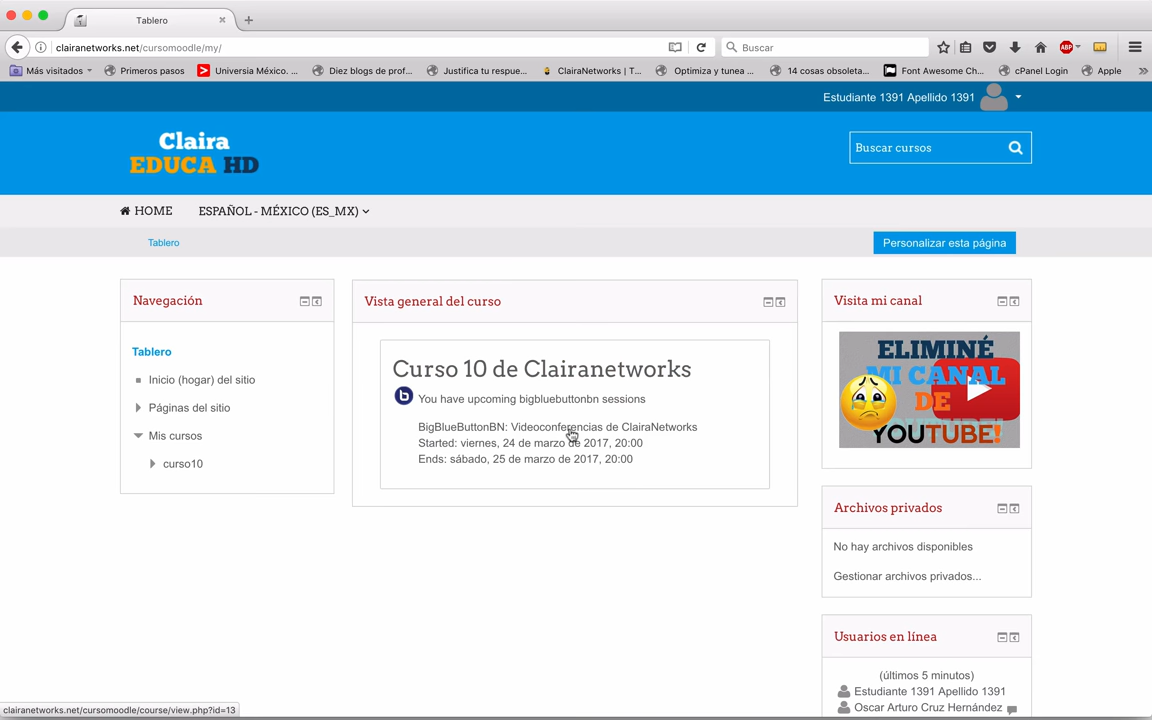 Tablero
clairanetworks.net/cursomoodle/my/
Buscar
ABP
Más visitados
Primeros pasos
Universia México. ...
Diez blogs de prof...
Justifica tu respue...
ClairaNetworks | T...
Optimiza y tunea ...
14 cosas obsoleta...
Font Awesome Ch...
cPanel Login
Apple
Estudiante 1391 Apellido 1391
Claira
EDUCA HD
Buscar cursos
HOME
ESPAÑOL - MÉXICO (ES_MX)
Tablero
Personalizar esta página
Navegación
Tablero
Inicio (hogar) del sitio
Páginas del sitio
Mis cursos
curso10
Vista general del curso
Curso 10 de Clairanetworks
b
You have upcoming bigbluebuttonbn sessions
BigBlueButtonBN: Videoconferencias de ClairaNetworks
Started: viernes, 24 de marzo de 2017, 20:00
Ends: sábado, 25 de marzo de 2017, 20:00
Visita mi canal
ELIMINÉ
MI CANAL
DE
YOUTUBE!
Archivos privados
No hay archivos disponibles
Gestionar archivos privados...
Usuarios en línea
(últimos 5 minutos)
Estudiante 1391 Apellido 1391
Oscar Arturo Cruz Hernández
clairanetworks.net/cursomoodle/course/view.php?id=13